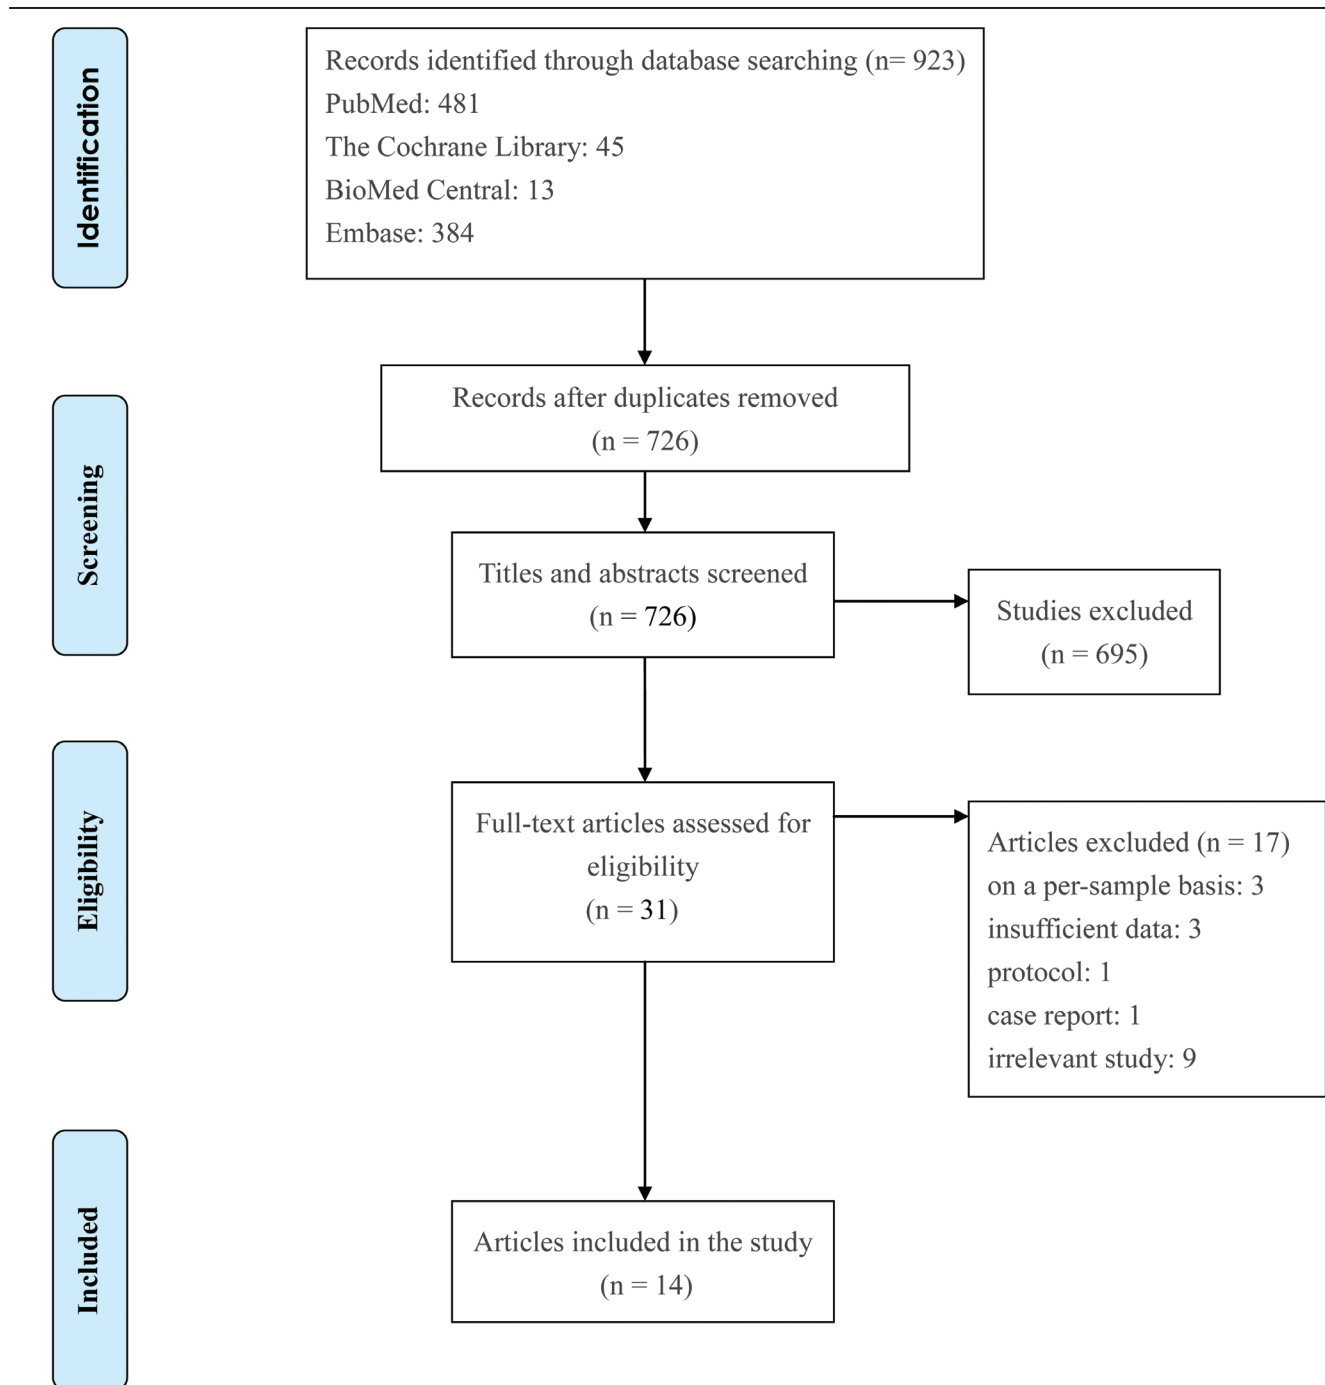 Identification
Records identified through database searching (n= 923)
PubMed: 481
The Cochrane Library: 45
BioMed Central: 13
Embase: 384
Screening
Records after duplicates removed
(n = 726)
Titles and abstracts screened
(n = 726)
Studies excluded
(n = 695)
Eligibility
Full-text articles assessed for
eligibility
(n = 31)
Articles excluded (n = 17)
on a per-sample basis: 3
insufficient data: 3
protocol: 1
case report: 1
irrelevant study: 9
Included
Articles included in the study
(n = 14)